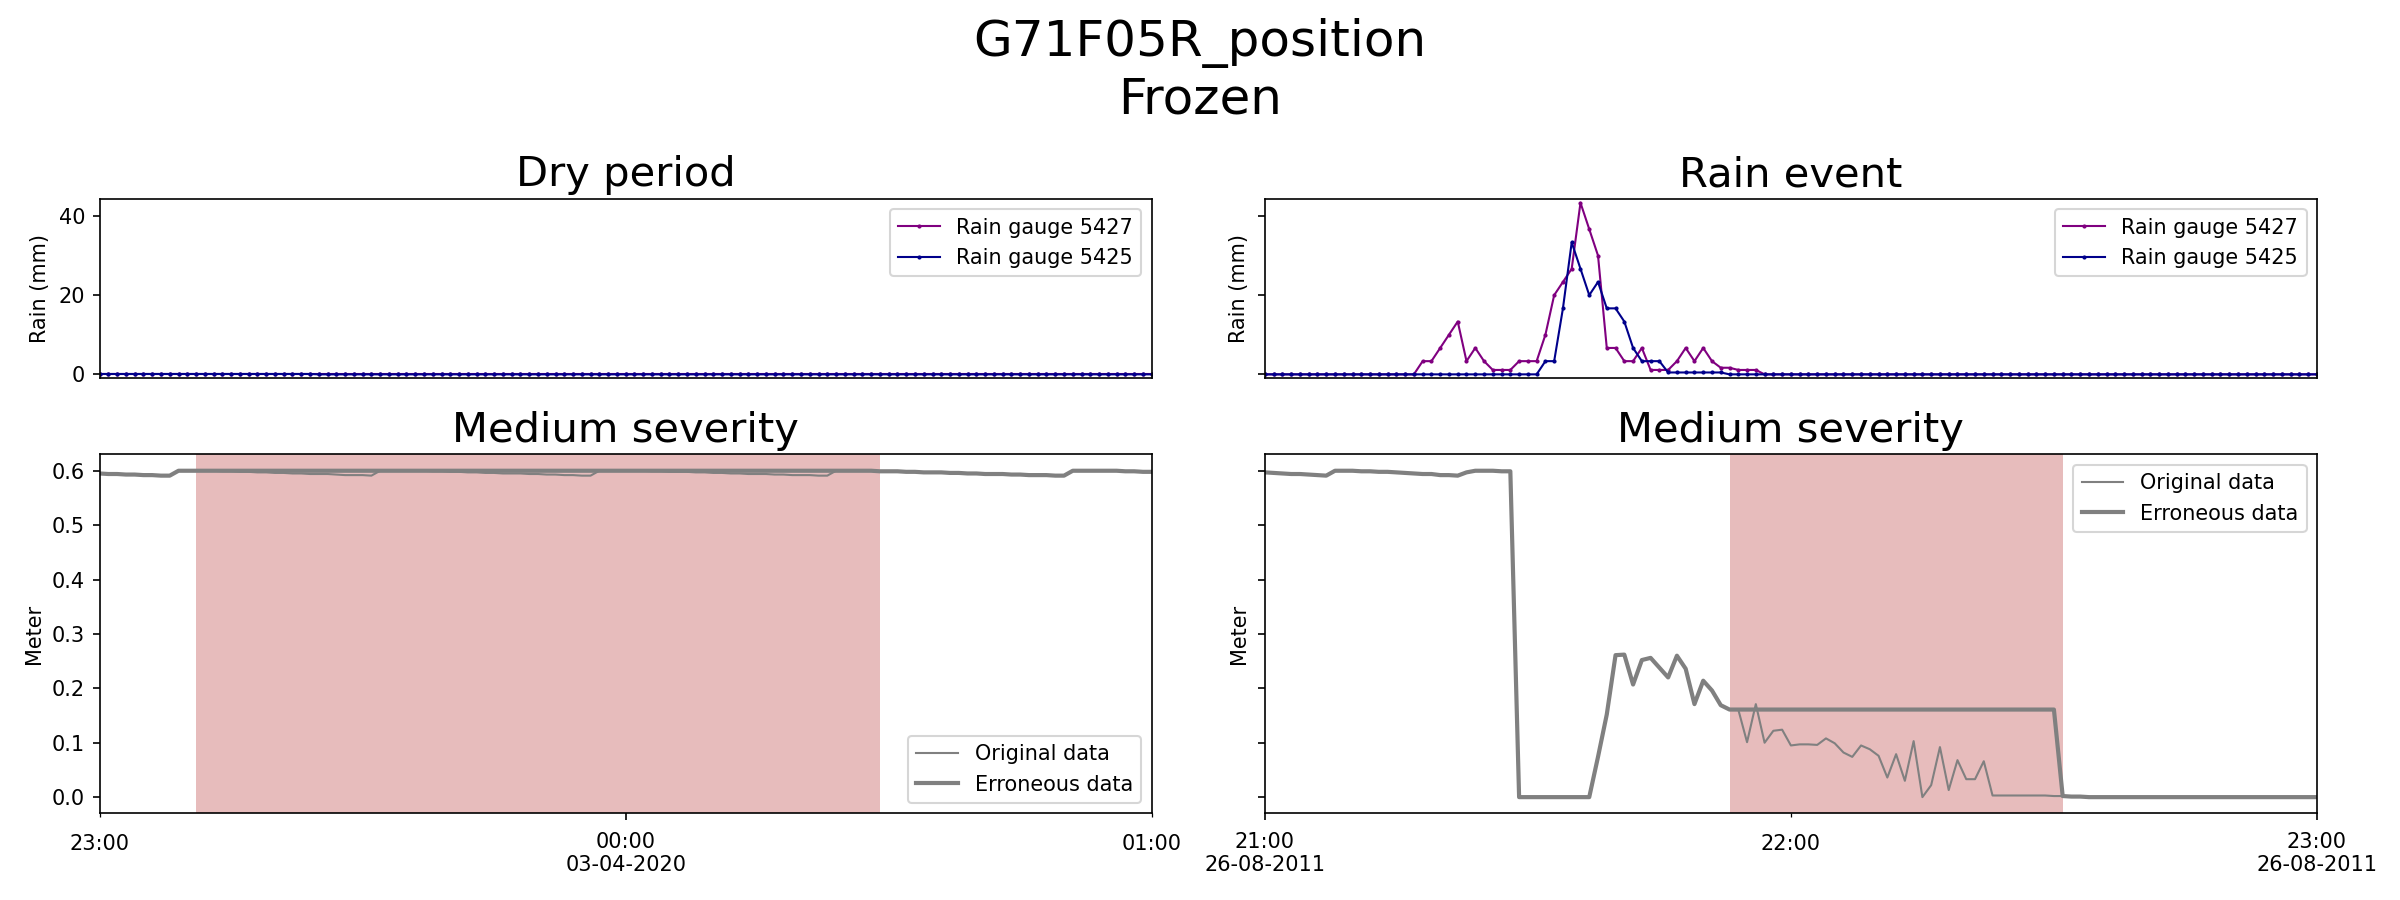 G71F05R_position
Frozen
Dry period
Rain event
Rain (mm)
40
20
0
Rain gauge 5427
Rain gauge 5425
Rain (mm)
Rain gauge 5427
Rain gauge 5425
Medium severity
Medium severity
Meter
0.6
0.5
0.4
0.3
0.2
0.1
0.0
Original data
Erroneous data
Meter
Original data
Erroneous data
23:00
00:00
03-04-2020
01:00
21:00
26-08-2011
22:00
23:00
26-08-2011